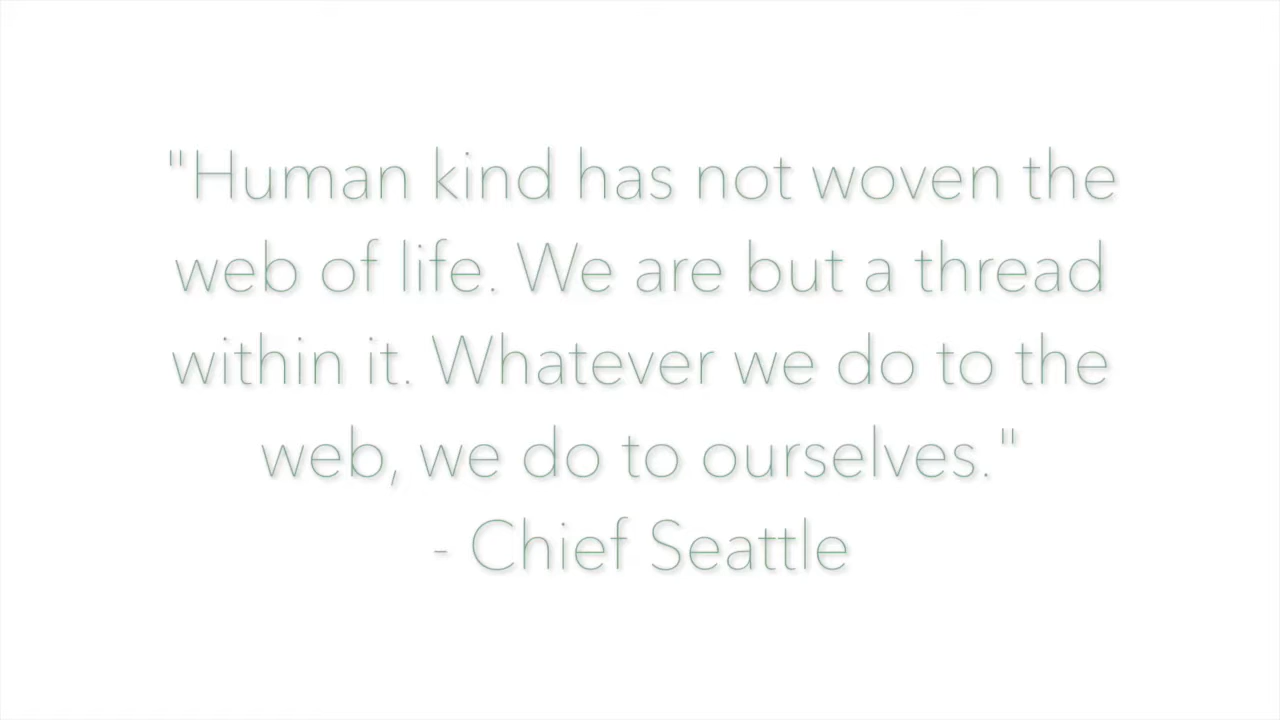 "Human kind has not woven the
web of life. We are but a thread
within it. Whatever we do to the
web, we do to ourselves."
- Chief Seattle